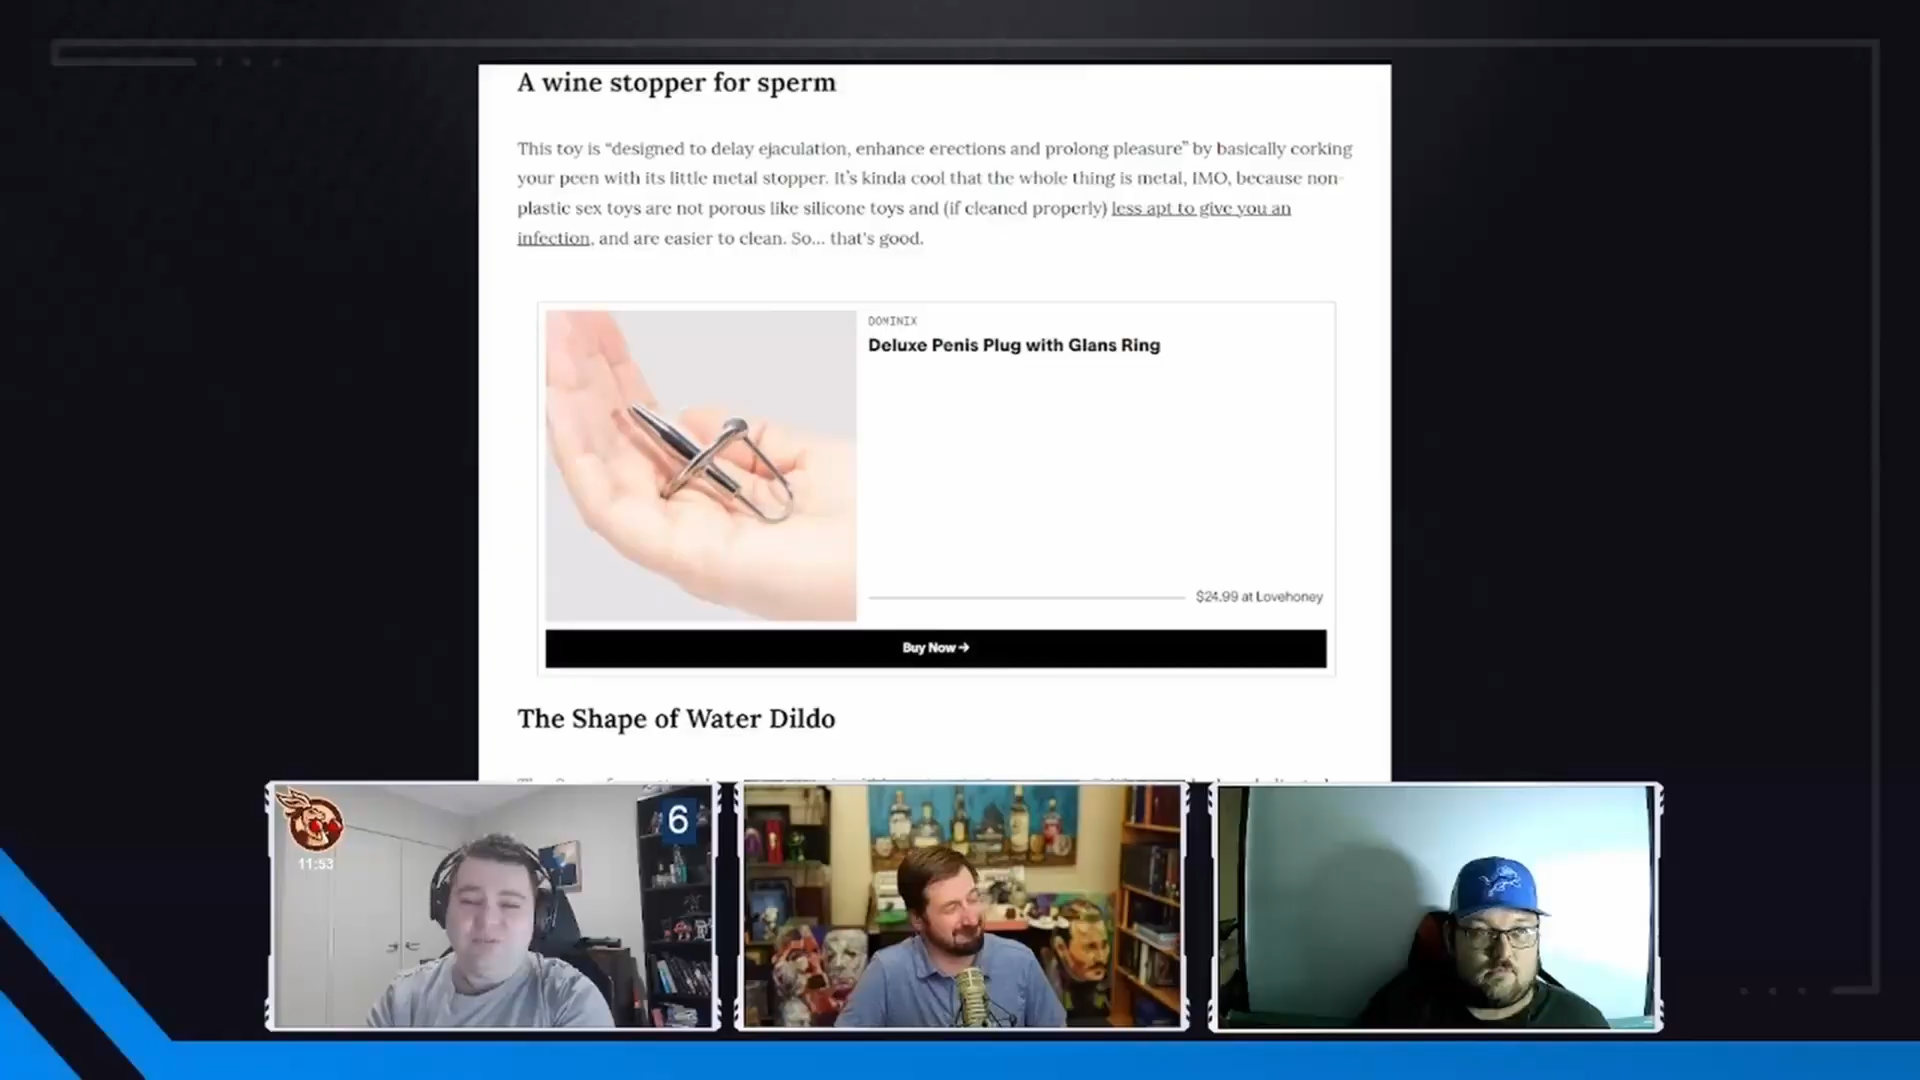 A wine stopper for sperm
This toy is “designed to delay ejaculation, enhance erections and prolong pleasure” by basically corking
your peen with its little metal stopper. It’s kinda cool that the whole thing is metal, IMO, because non-
plastic sex toys are not porous like silicone toys and (if cleaned properly) less apt to give you an
infection, and are easier to clean. So... that's good.
DOMINIX
Deluxe Penis Plug with Glans Ring
$24.99 at Lovehoney
Buy Now →
The Shape of Water Dildo
6
11:53